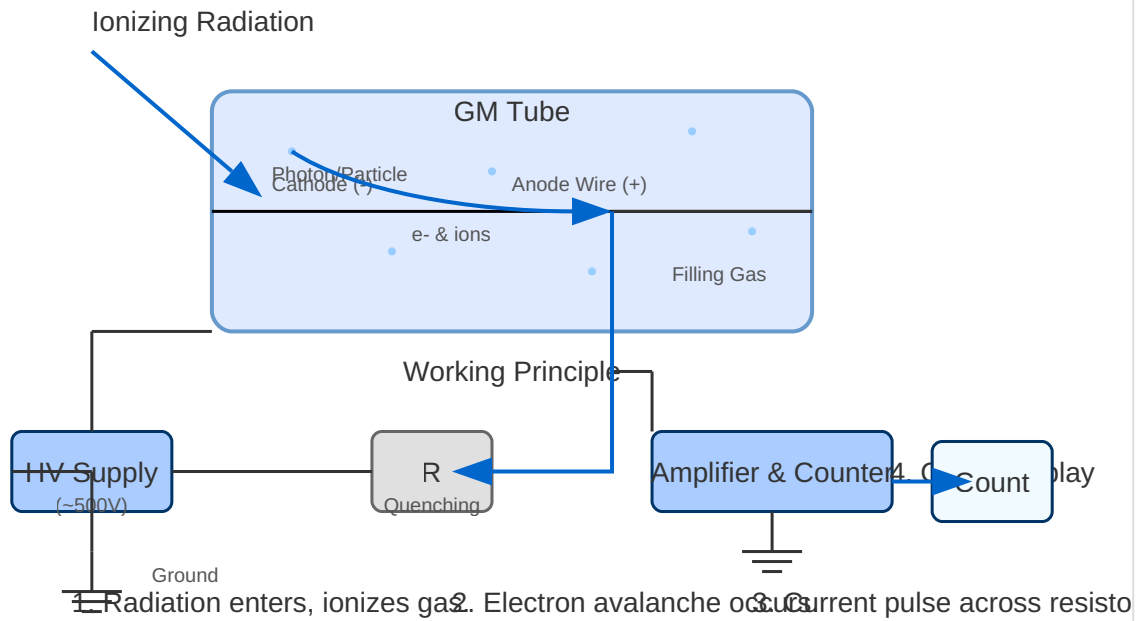 Ionizing Radiation
GM Tube
Photon/Particle
Cathode (-)
Anode Wire (+)
e- & ions
Filling Gas
Working Principle
HV Supply
(~500V)
R
Quenching
Amplifier & Counter
4.
Count
Ground
1. Radiation enters, ionizes gas.
2. Electron avalanche occurs.
3. Current pulse across resisto